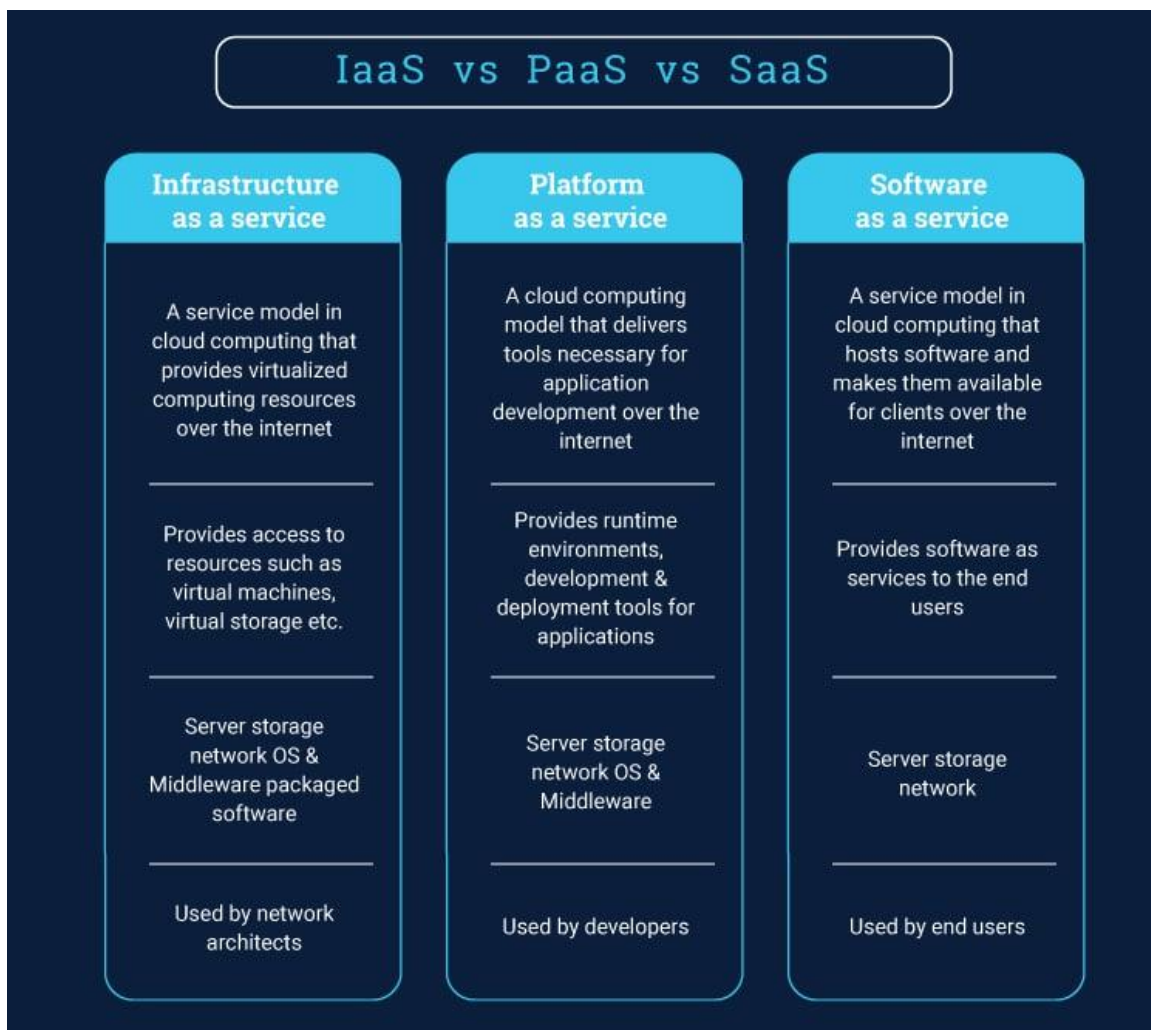 IaaS vs PaaS vs SaaS
Infrastructure
as a service
A service model in
cloud computing that
provides virtualized
computing resources
over the internet
Provides access to
resources such as
virtual machines,
virtual storage etc.
Server storage
network OS &
Middleware packaged
software
Used by network
architects
Platform
as a service
A cloud computing
model that delivers
tools necessary for
application
development over the
internet
Provides runtime
environments,
development &
deployment tools for
applications
Server storage
network OS &
Middleware
Used by developers
Software
as a service
A service model in
cloud computing that
hosts software and
makes them available
for clients over the
internet
Provides software as
services to the end
users
Server storage
network
Used by end users